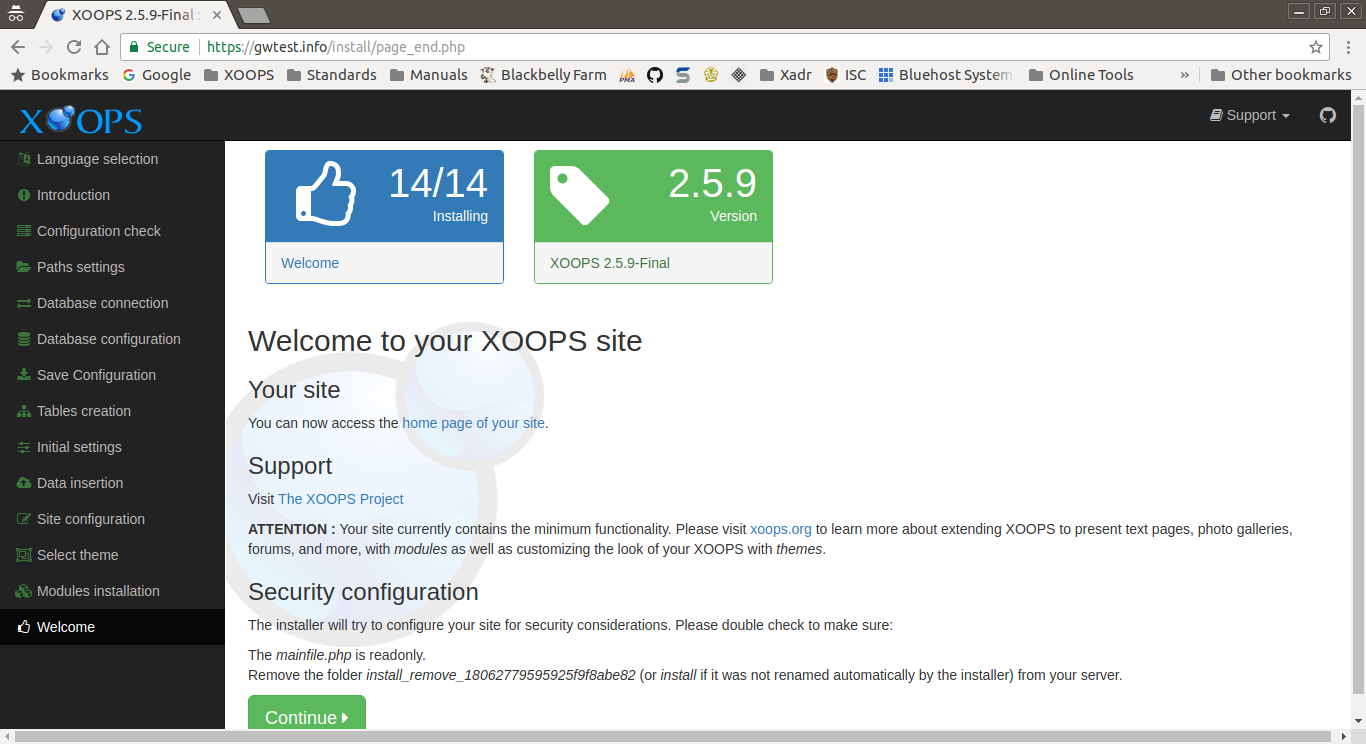 XOOPS 2.5.9-Final :
Secure https://gwtest.info/install/page_end.php
Bookmarks Google XOOPS Standards Manuals Blackbelly Farm PMA Xadr ISC Bluehost System Online Tools » Other bookmarks
XOOPS
Support
Language selection
Introduction
Configuration check
Paths settings
Database connection
Database configuration
Save Configuration
Tables creation
Initial settings
Data insertion
Site configuration
Select theme
Modules installation
Welcome
14/14
Installing
Welcome
2.5.9
Version
XOOPS 2.5.9-Final
Welcome to your XOOPS site
Your site
You can now access the home page of your site.
Support
Visit The XOOPS Project
ATTENTION : Your site currently contains the minimum functionality. Please visit xoops.org to learn more about extending XOOPS to present text pages, photo galleries,
forums, and more, with modules as well as customizing the look of your XOOPS with themes.
Security configuration
The installer will try to configure your site for security considerations. Please double check to make sure:
The mainfile.php is readonly.
Remove the folder install_remove_18062779595925f9f8abe82 (or install if it was not renamed automatically by the installer) from your server.
Continue